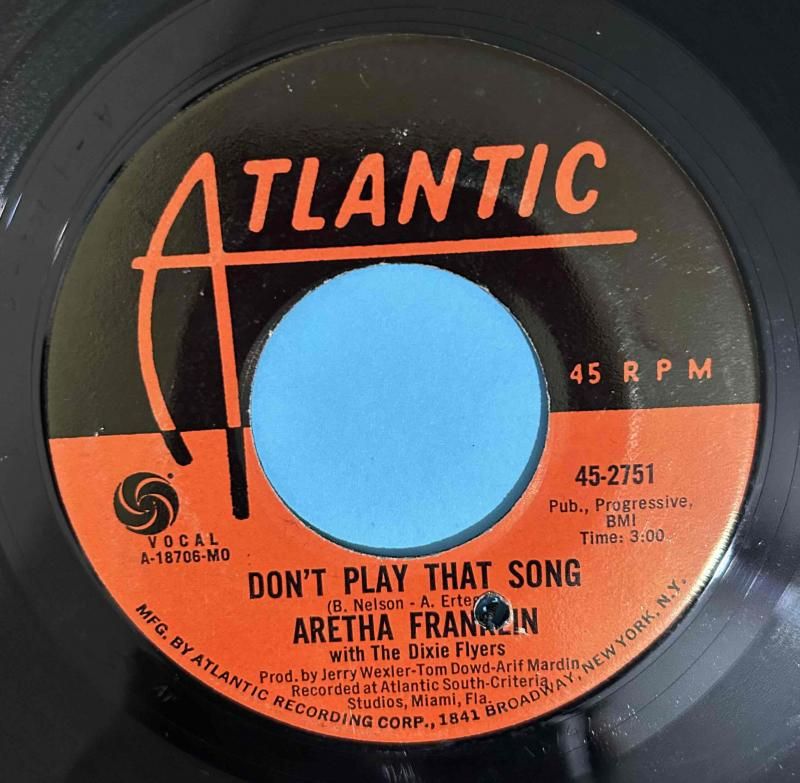 ATLANTIC
45 RPM
45-2751
Pub., Progressive,
BMI
Time: 3:00
VOCAL
A-18706-MO
DON'T PLAY THAT SONG
(B. Nelson - A.
ARETHA FRANKLIN
with The Dixie Flyers
Prod. by Jerry Wexler-Tom Dowd-Arif Mardin
Recorded at Atlantic South-Criteria
Studios, Miami, Fla.
MFG. BY ATLANTIC RECORDING CORP., 1841 BROADWAY, NEW YORK, N.Y.